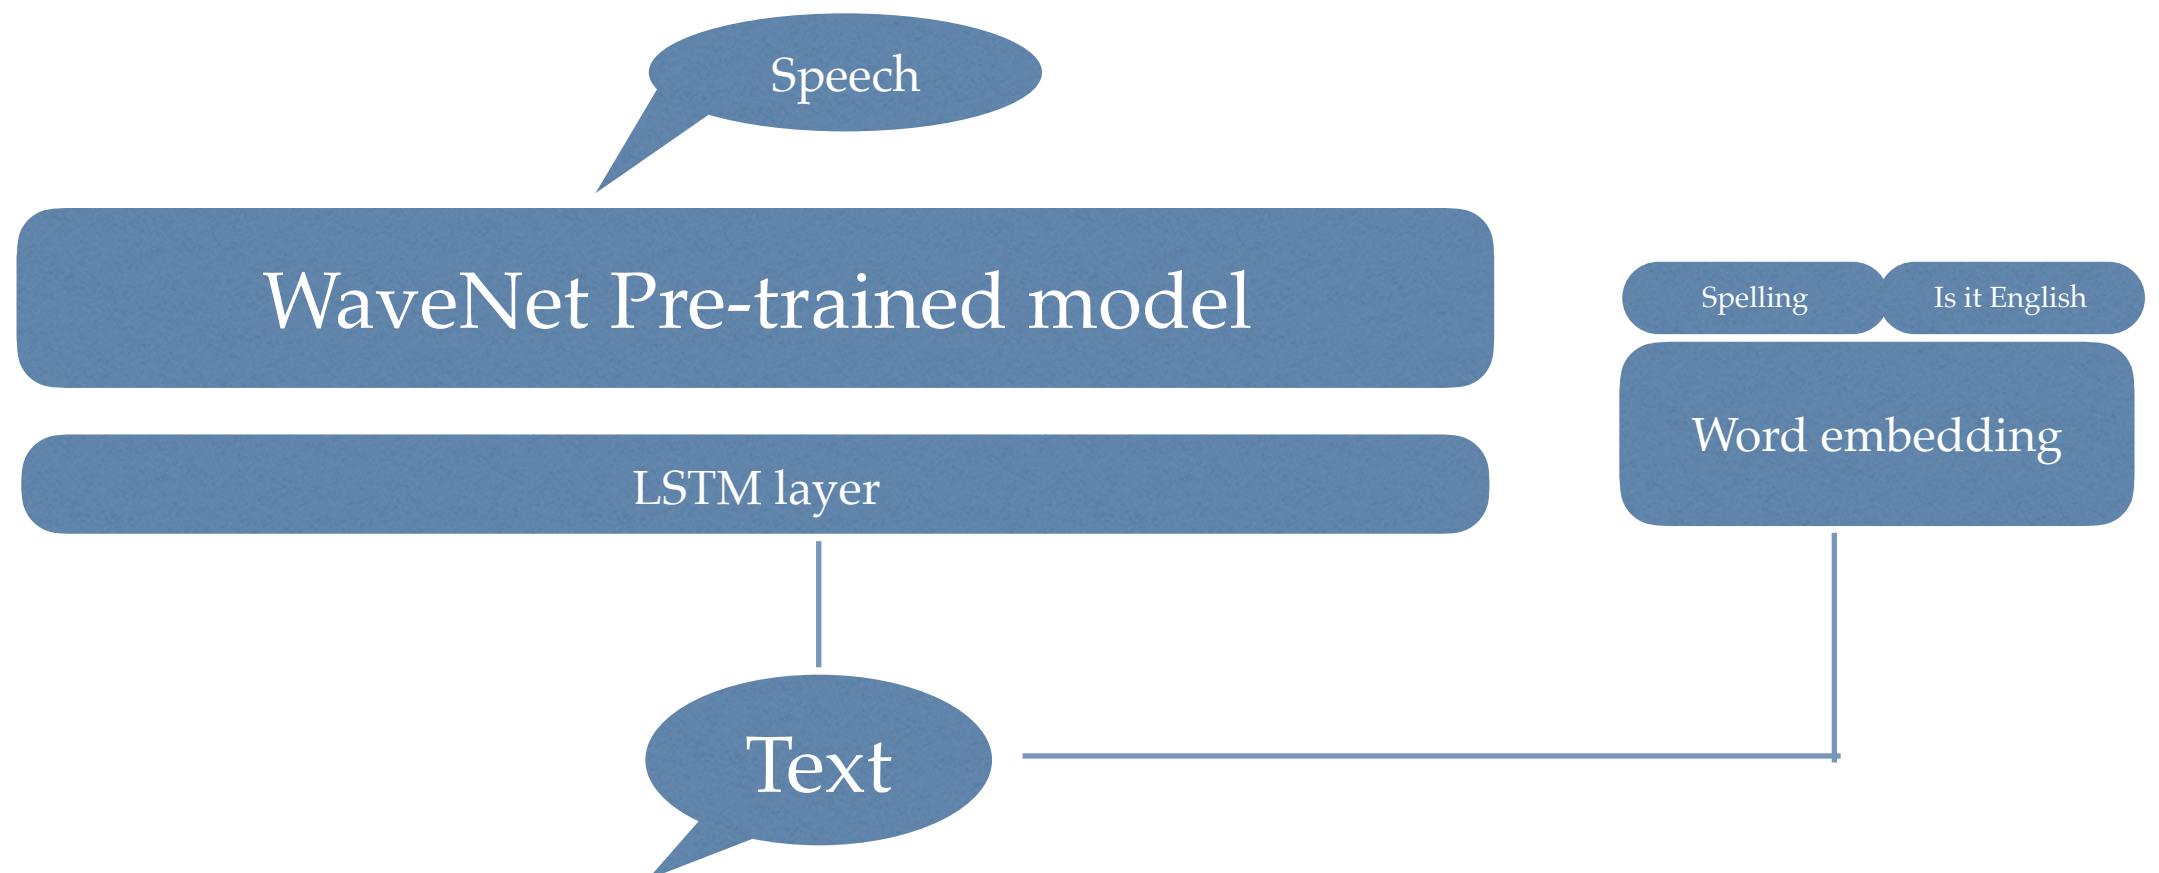 Speech
WaveNet Pre-trained model
Spelling
Is it English
Word embedding
LSTM layer
Text